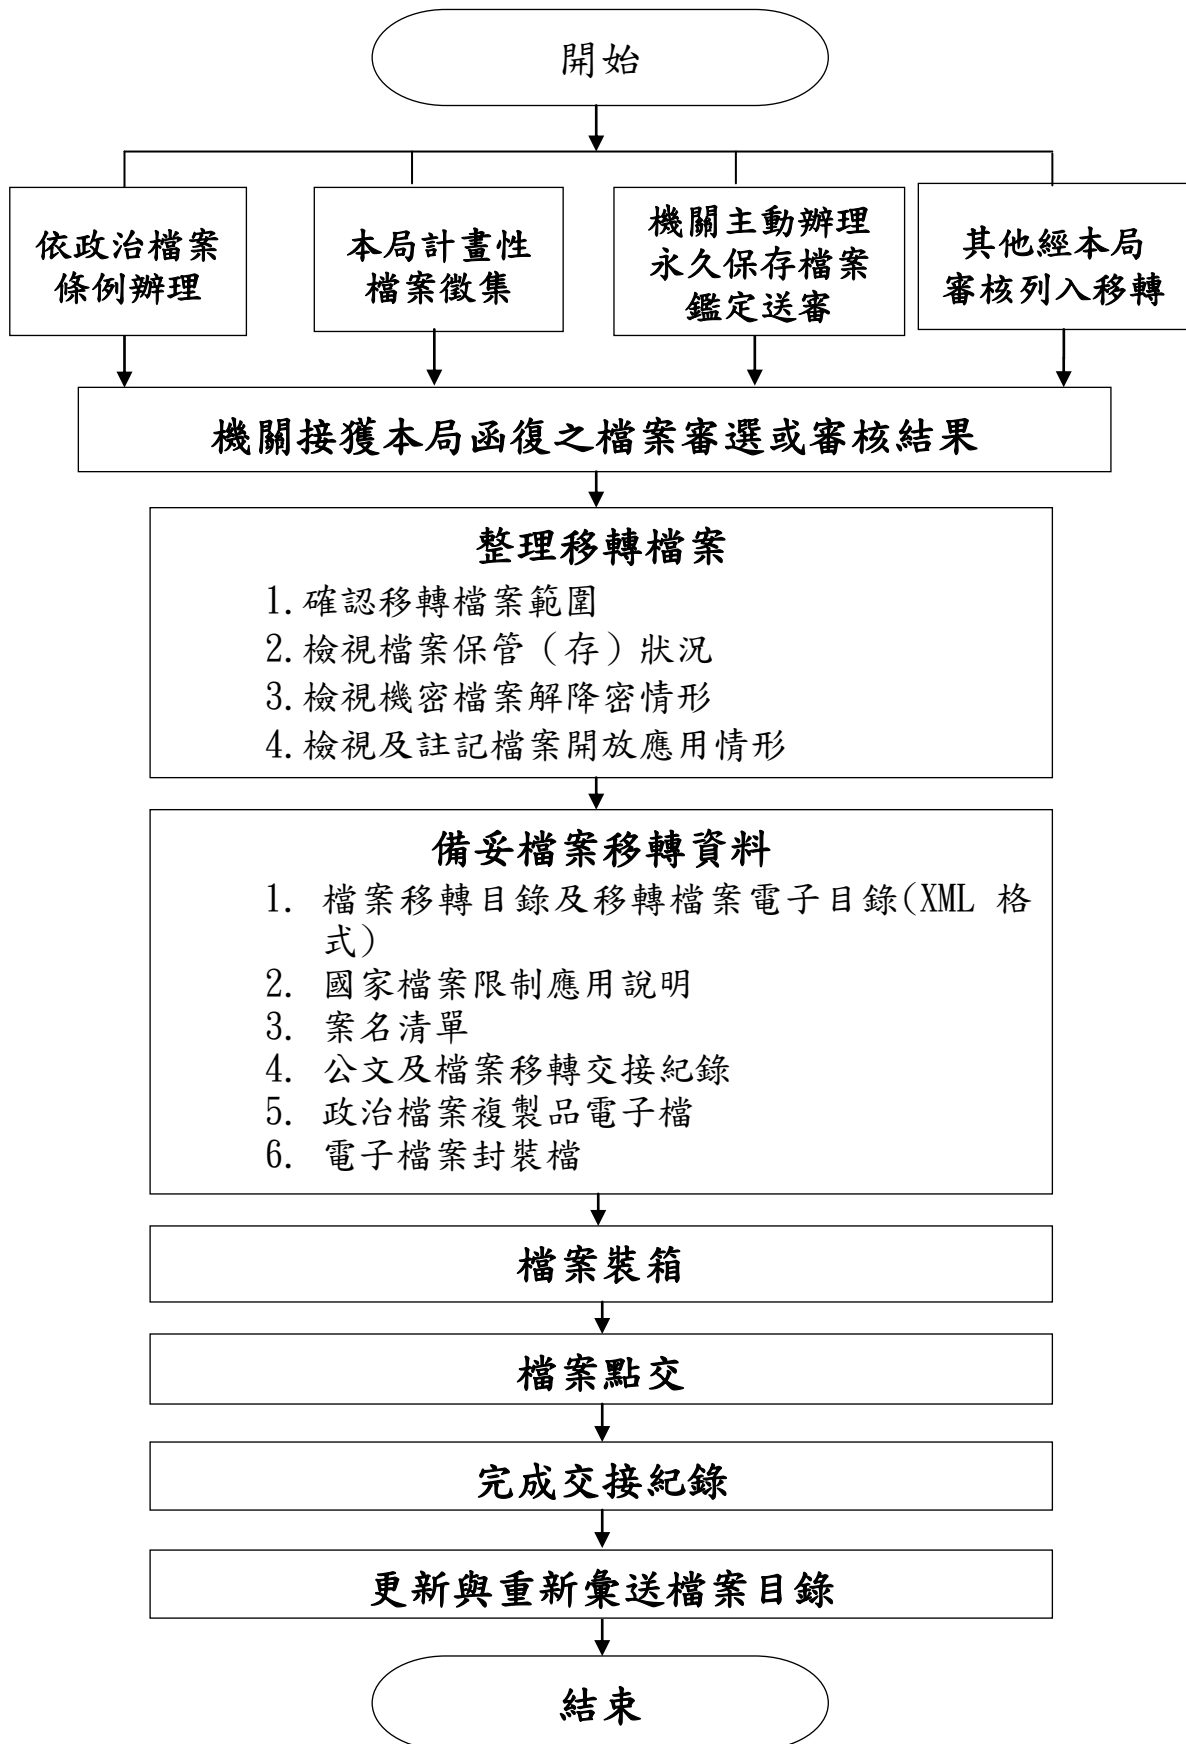 開始
依政治檔案
條例辦理
本局計畫性
檔案徵集
機關主動辦理
永久保存檔案
鑑定送審
其他經本局
審核列入移轉
機關接獲本局函復之檔案審選或審核結果
整理移轉檔案
1.確認移轉檔案範圍
2.檢視檔案保管（存）狀況
3.檢視機密檔案解降密情形
4.檢視及註記檔案開放應用情形
備妥檔案移轉資料
1. 檔案移轉目錄及移轉檔案電子目錄(XML 格
式)
2. 國家檔案限制應用說明
3. 案名清單
4. 公文及檔案移轉交接紀錄
5. 政治檔案複製品電子檔
6. 電子檔案封裝檔
檔案裝箱
檔案點交
完成交接紀錄
更新與重新彙送檔案目錄
結束